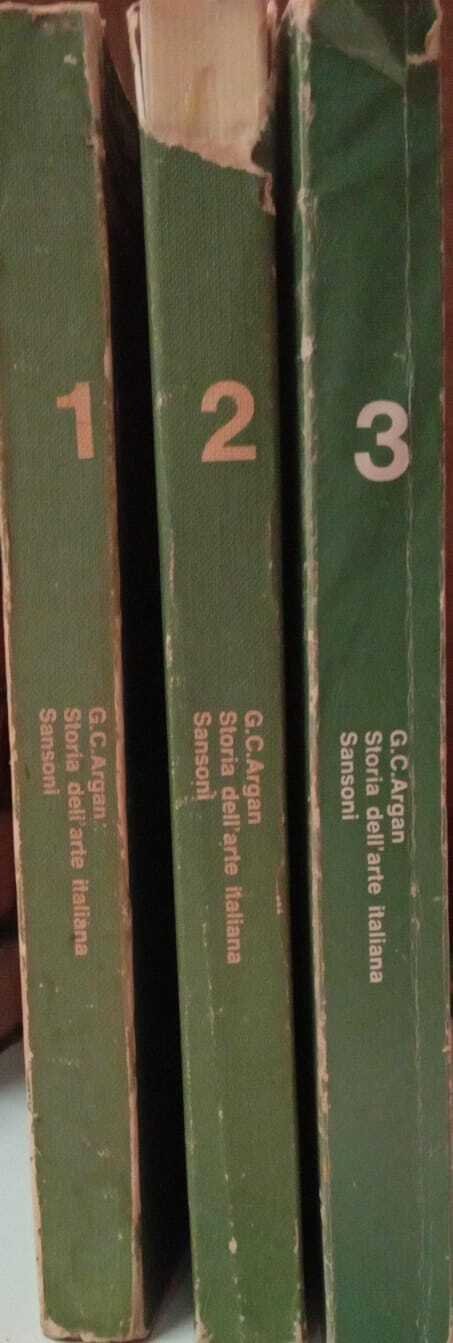 1
G.C.Argan
Storia dell'arte italiana
Sansoni
2
G.C.Argan
Storia dell'arte italiana
Sansoni
3
G.C.Argan
Storia dell'arte italiana
Sansoni